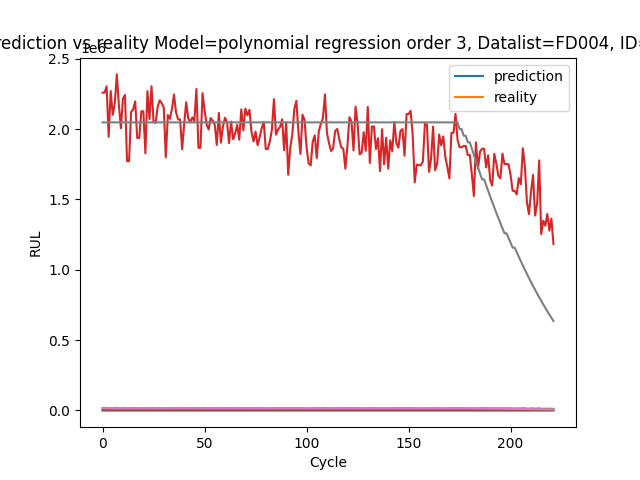 rediction vs reality Model=polynomial regression order 3, Datalist=FD004, ID=
1e6
2.5
2.0
1.5
1.0
0.5
0.0
RUL
prediction
reality
0 50 100 150 200
Cycle